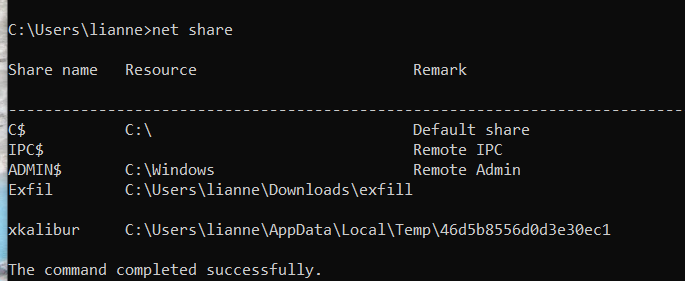 C:\Users\lianne>net share
Share name   Resource                        Remark
-------------------------------------------------------------------------------
C$           C:\                             Default share
IPC$                                         Remote IPC
ADMIN$       C:\Windows                      Remote Admin
Exfil        C:\Users\lianne\Downloads\exfill
xkalibur     C:\Users\lianne\AppData\Local\Temp\46d5b8556d0d3e30ec1
The command completed successfully.